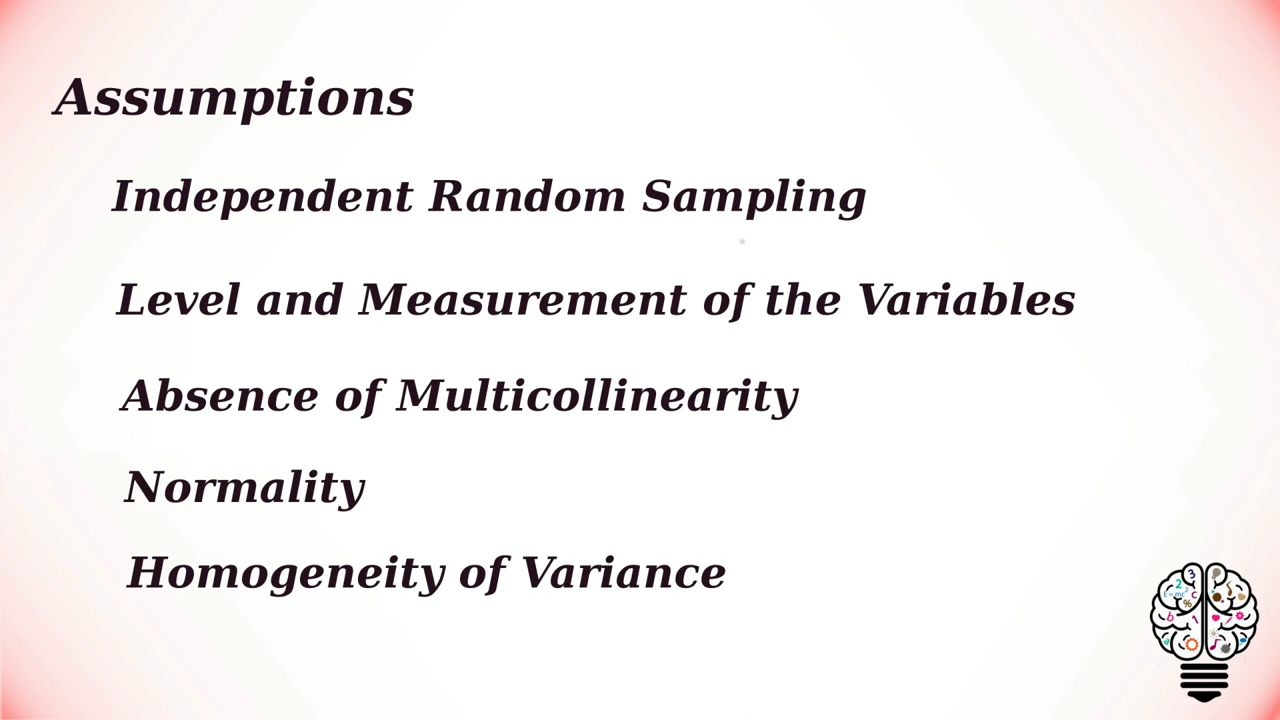 Assumptions
Independent Random Sampling
Level and Measurement of the Variables
Absence of Multicollinearity
Normality
Homogeneity of Variance